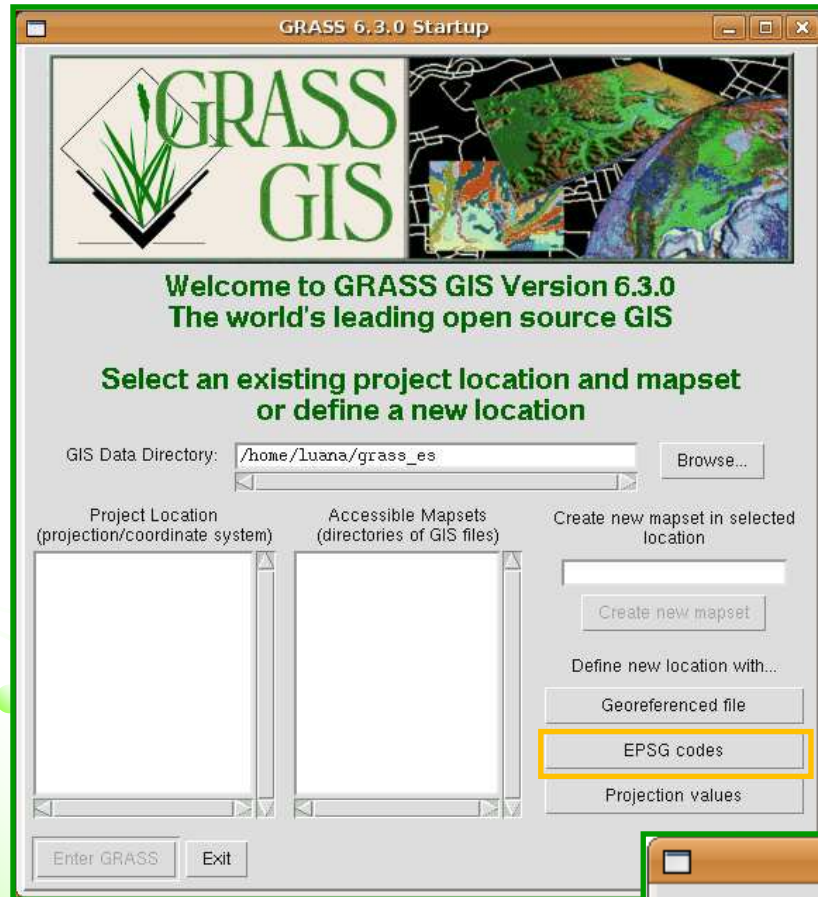 GRASS 6.3.0 Startup
GRASS
GIS
Welcome to GRASS GIS Version 6.3.0
The world's leading open source GIS
Select an existing project location and mapset
or define a new location
GIS Data Directory:
/home/luana/grass_es
Browse...
Project Location
(projection/coordinate system)
Accessible Mapsets
(directories of GIS files)
Create new mapset in selected
location
Create new mapset
Define new location with...
Georeferenced file
EPSG codes
Projection values
Enter GRASS
Exit